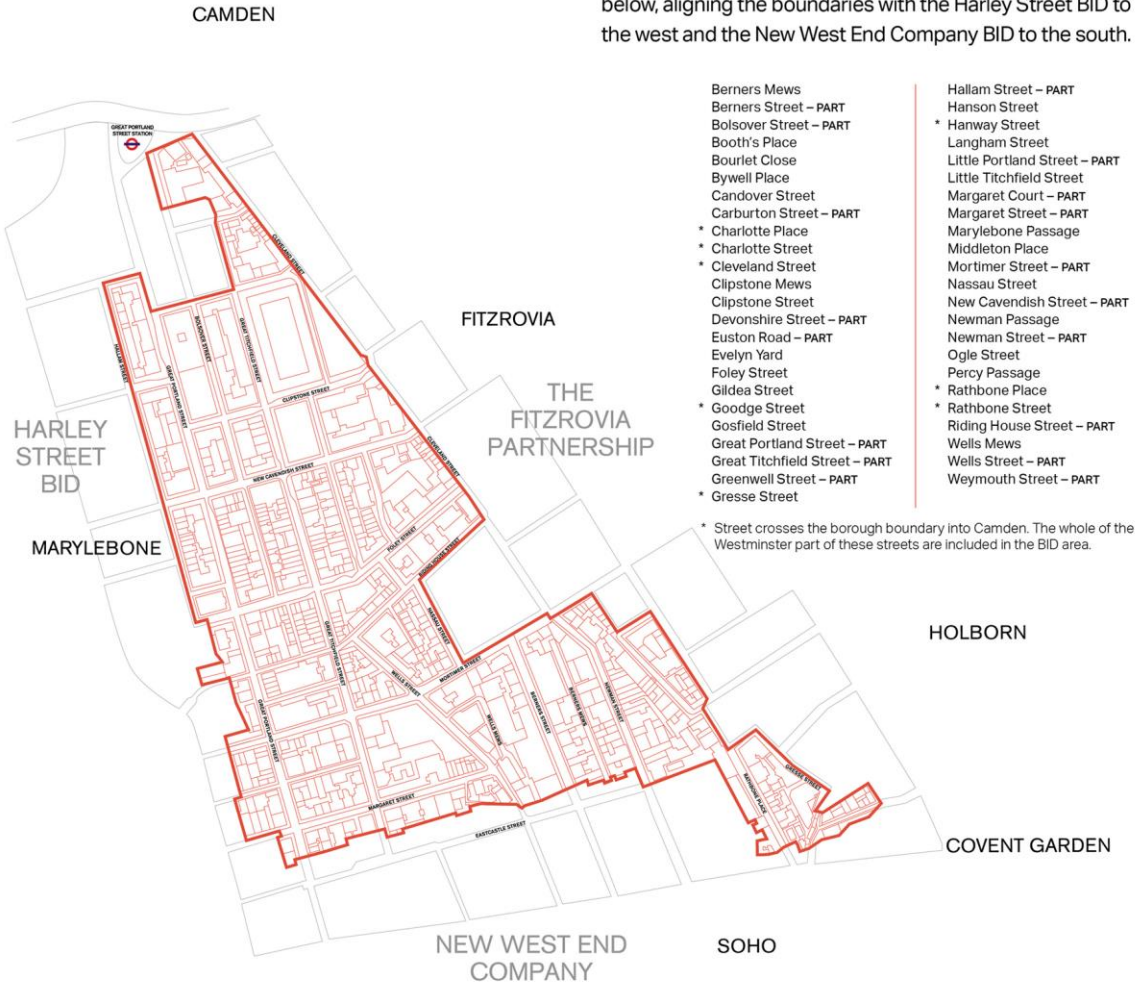 CAMDEN
below, aligning the boundaries with the Harley Street BID to
the west and the New West End Company BID to the south.
Berners Mews
Berners Street – PART
Bolsover Street – PART
Booth's Place
Bourlet Close
Bywell Place
Candover Street
Carburton Street – PART
* Charlotte Place
* Charlotte Street
* Cleveland Street
Clipstone Mews
Clipstone Street
Devonshire Street – PART
Euston Road – PART
Evelyn Yard
Foley Street
Gildea Street
* Goodge Street
Gosfield Street
Great Portland Street – PART
Great Titchfield Street – PART
Greenwell Street – PART
* Gresse Street
Hallam Street – PART
Hanson Street
* Hanway Street
Langham Street
Little Portland Street – PART
Little Titchfield Street
Margaret Court – PART
Margaret Street – PART
Marylebone Passage
Middleton Place
Mortimer Street – PART
Nassau Street
New Cavendish Street – PART
Newman Passage
Newman Street – PART
Ogle Street
Percy Passage
* Rathbone Place
* Rathbone Street
Riding House Street – PART
Wells Mews
Wells Street – PART
Weymouth Street – PART
* Street crosses the borough boundary into Camden. The whole of the
Westminster part of these streets are included in the BID area.
GREAT PORTLAND
STREET STATION
CLEVELAND STREET
FITZROVIA
BOLSOVER STREET
GREAT TITCHFIELD STREET
HALLAM STREET
GREAT PORTLAND STREET
CLIPSTONE STREET
THE
FITZROVIA
PARTNERSHIP
HARLEY
STREET
BID
CLEVELAND STREET
NEW CAVENDISH STREET
FOLEY STREET
MARYLEBONE
RIDING HOUSE STREET
NASSAU STREET
HOLBORN
GREAT TITCHFIELD STREET
MORTIMER STREET
WELLS STREET
BERNERS STREET
BERNERS MEWS
NEWMAN STREET
GREAT PORTLAND STREET
WELLS MEWS
GRESSE STREET
RATHBONE PLACE
MARGARET STREET
EASTCASTLE STREET
COVENT GARDEN
NEW WEST END
COMPANY
SOHO